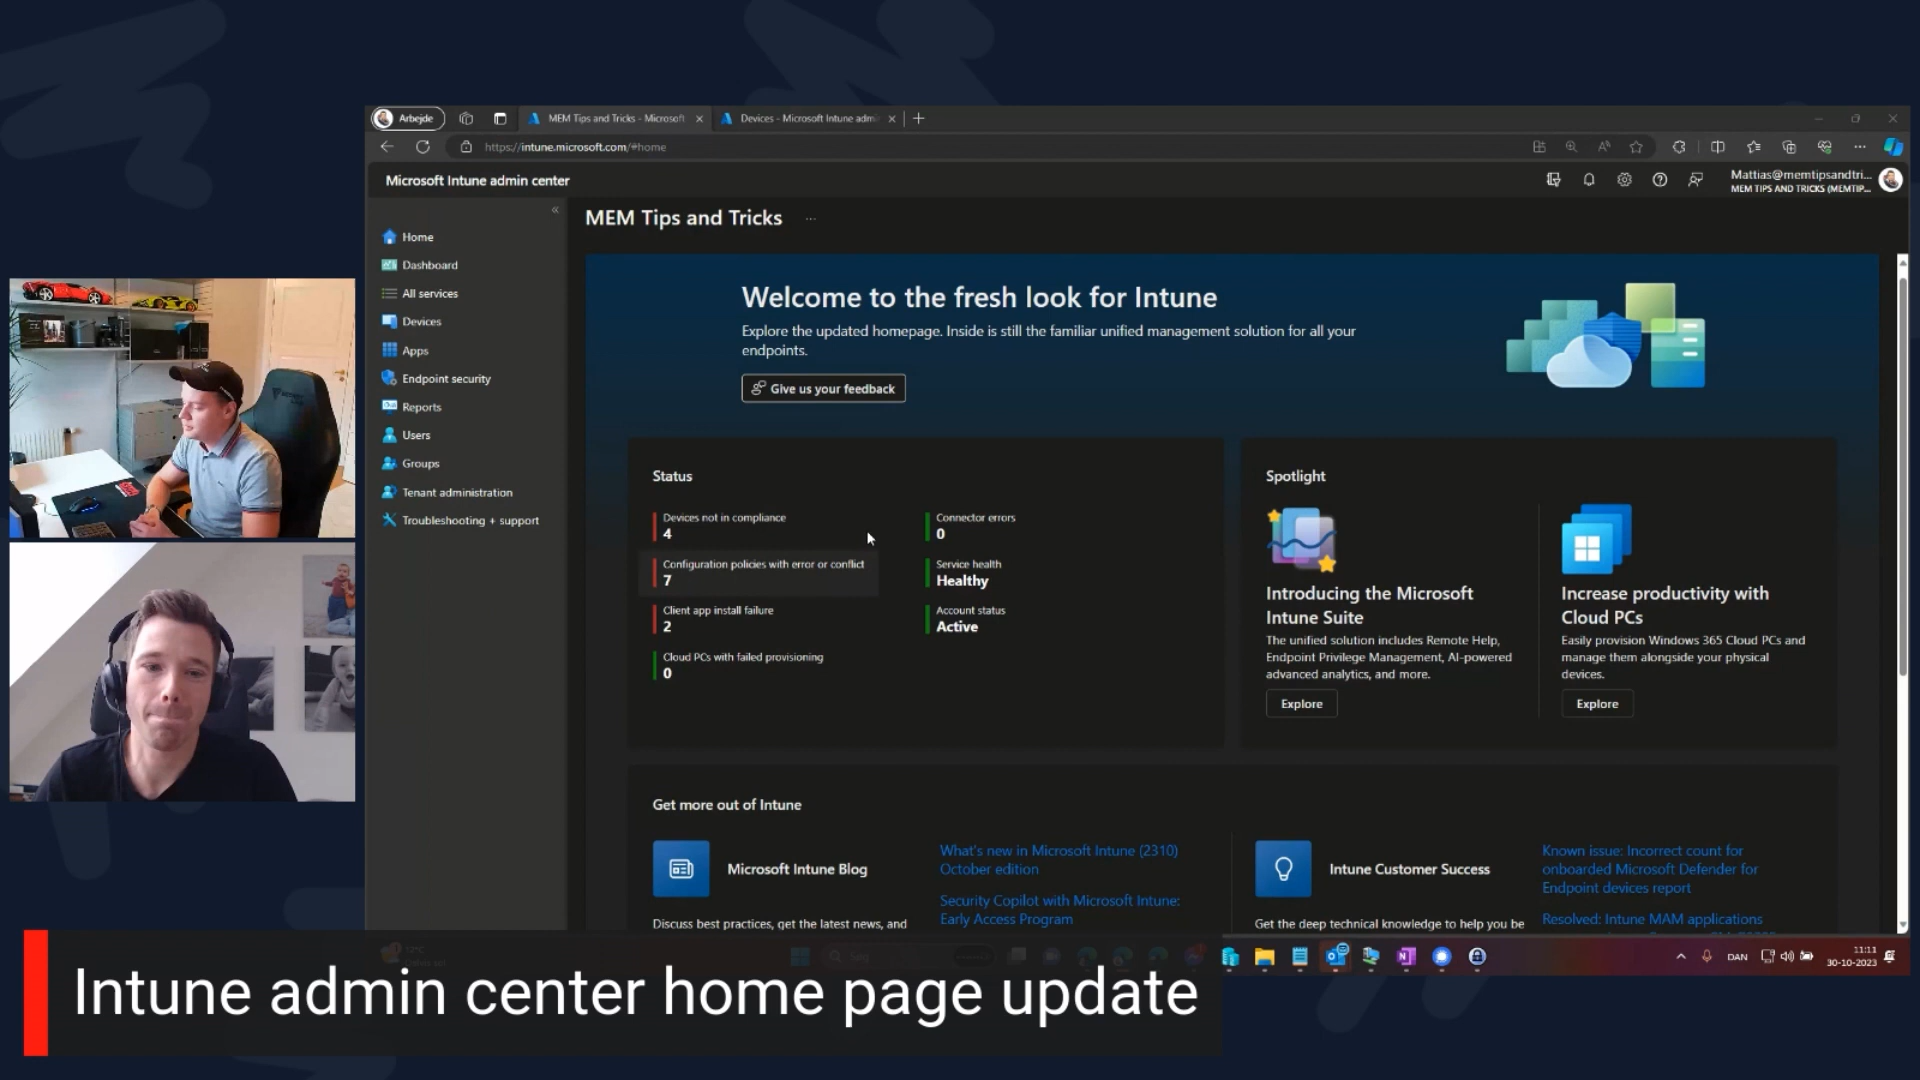 Arbejde
MEM Tips and Tricks - Microsoft
Devices - Microsoft Intune admi
https://intune.microsoft.com/#home
Microsoft Intune admin center
Mattias@memtipsandtri...
MEM TIPS AND TRICKS (MEMTIP...
Home
Dashboard
All services
Devices
Apps
Endpoint security
Reports
Users
Groups
Tenant administration
Troubleshooting + support
MEM Tips and Tricks
...
Welcome to the fresh look for Intune
Explore the updated homepage. Inside is still the familiar unified management solution for all your
endpoints.
Give us your feedback
Status
Devices not in compliance
4
Configuration policies with error or conflict
7
Client app install failure
2
Cloud PCs with failed provisioning
0
Connector errors
0
Service health
Healthy
Account status
Active
Spotlight
Introducing the Microsoft
Intune Suite
The unified solution includes Remote Help,
Endpoint Privilege Management, AI-powered
advanced analytics, and more.
Explore
Increase productivity with
Cloud PCs
Easily provision Windows 365 Cloud PCs and
manage them alongside your physical
devices.
Explore
Get more out of Intune
Microsoft Intune Blog
Discuss best practices, get the latest news, and
What's new in Microsoft Intune (2310)
October edition
Security Copilot with Microsoft Intune:
Early Access Program
Intune Customer Success
Get the deep technical knowledge to help you be
Known issue: Incorrect count for
onboarded Microsoft Defender for
Endpoint devices report
Resolved: Intune MAM applications
12°C
Søg
DAN
11:11
30-10-2023
Intune admin center home page update